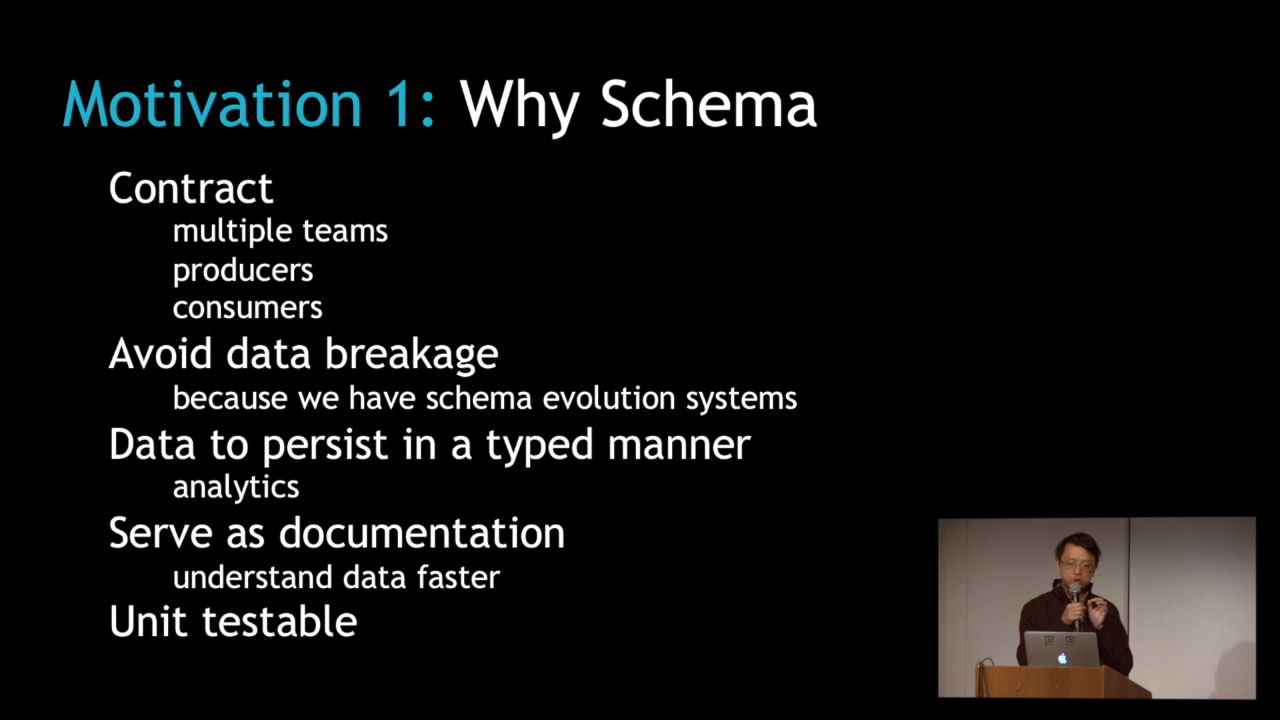 Motivation 1: Why Schema
Contract
multiple teams
producers
consumers
Avoid data breakage
because we have schema evolution systems
Data to persist in a typed manner
analytics
Serve as documentation
understand data faster
Unit testable